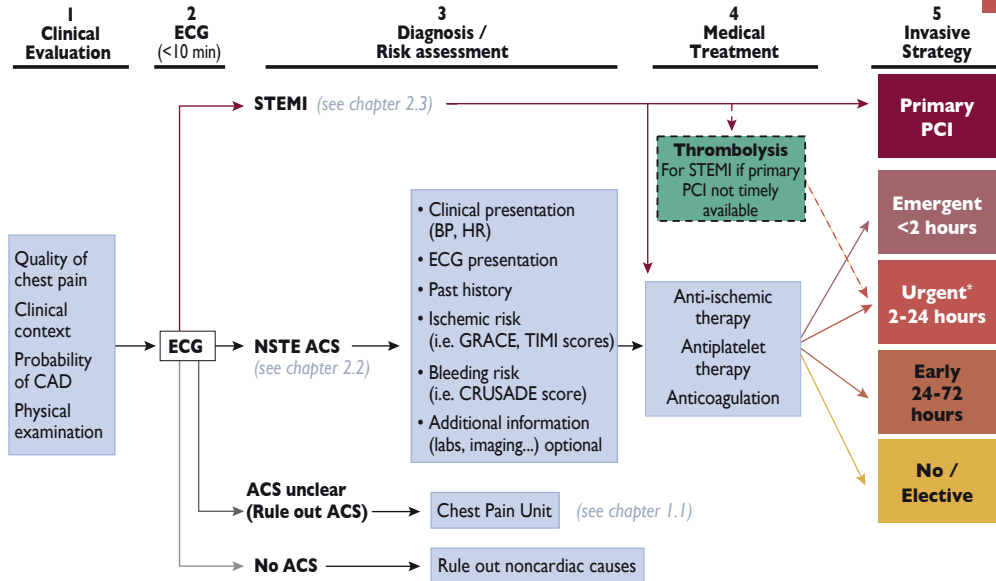 1
Clinical
Evaluation
2
ECG
(<10 min)
3
Diagnosis /
Risk assessment
4
Medical
Treatment
5
Invasive
Strategy
STEMI (see chapter 2.3)
Primary
PCI
Thrombolysis
For STEMI if primary
PCI not timely
available
Emergent
<2 hours
Quality of
chest pain
Clinical
context
Probability
of CAD
Physical
examination
ECG
NSTE ACS
(see chapter 2.2)
• Clinical presentation
(BP, HR)
• ECG presentation
• Past history
• Ischemic risk
(i.e. GRACE, TIMI scores)
• Bleeding risk
(i.e. CRUSADE score)
• Additional information
(labs, imaging...) optional
Anti-ischemic
therapy
Antiplatelet
therapy
Anticoagulation
Urgent*
2-24 hours
Early
24-72
hours
No /
Elective
ACS unclear
(Rule out ACS)
Chest Pain Unit
(see chapter 1.1)
No ACS
Rule out noncardiac causes